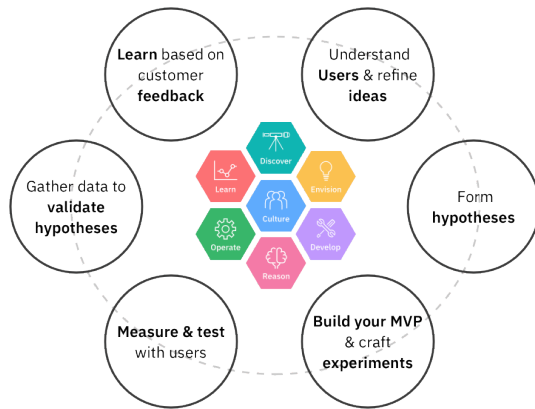 Learn based on
customer
feedback
Understand
Users & refine
ideas
Discover
Learn
Envision
Gather data to
validate
hypotheses
Culture
Form
hypotheses
Operate
Develop
Reason
Measure & test
with users
Build your MVP
& craft
experiments